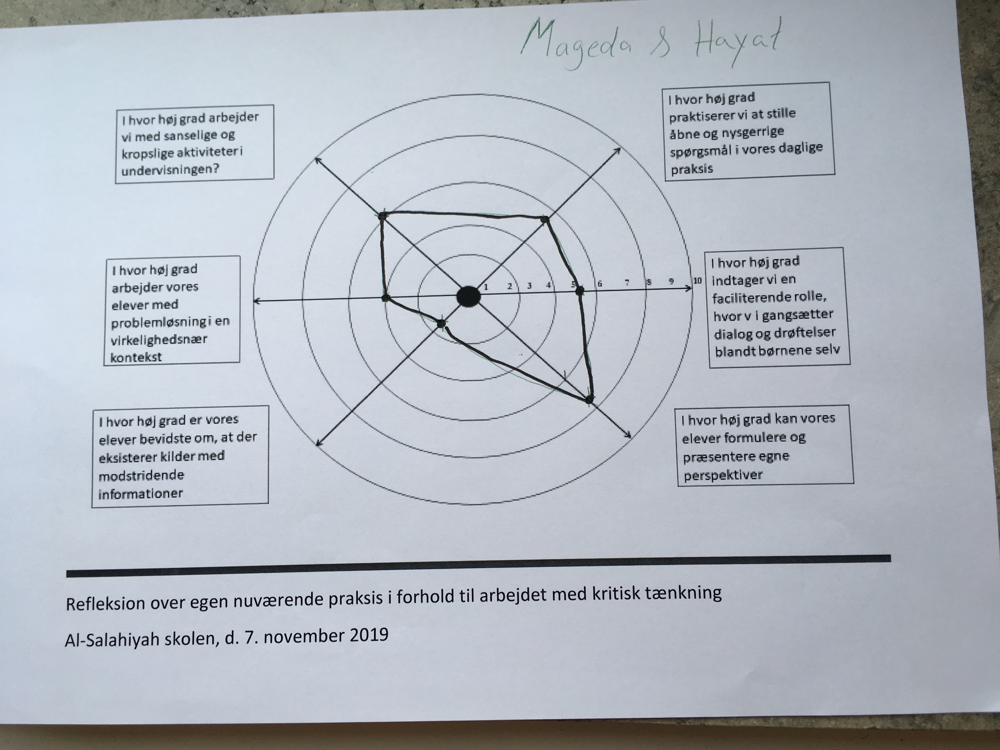 Mageda & Hayat
I hvor høj grad arbejder
vi med sanselige og
kropslige aktiviteter i
undervisningen?
I hvor høj grad
praktiserer vi at stille
åbne og nysgerrige
spørgsmål i vores daglige
praksis
I hvor høj grad
arbejder vores
elever med
problemløsning i en
virkelighedsnær
kontekst
1 2 3 4 5 6 7 8 9 10
I hvor høj grad
indtager vi en
faciliterende rolle,
hvor v i gangsætter
dialog og drøftelser
blandt børnene selv
I hvor høj grad er vores
elever bevidste om, at der
eksisterer kilder med
modstridende
informationer
I hvor høj grad kan vores
elever formulere og
præsentere egne
perspektiver
Refleksion over egen nuværende praksis i forhold til arbejdet med kritisk tænkning
Al-Salahiyah skolen, d. 7. november 2019